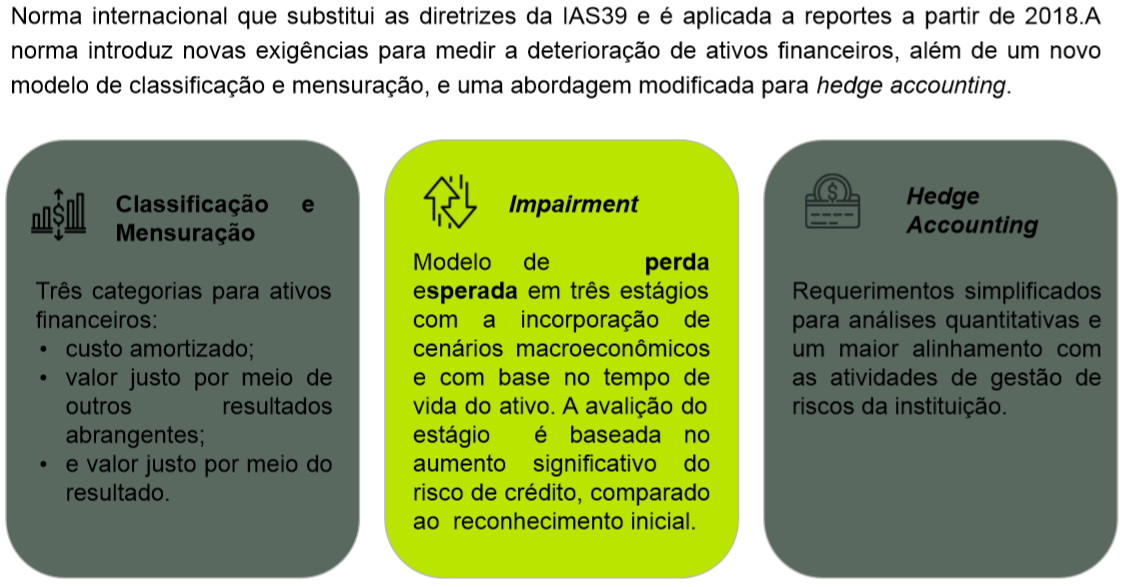 Norma internacional que substitui as diretrizes da IAS39 e é aplicada a reportes a partir de 2018.A
norma introduz novas exigências para medir a deterioração de ativos financeiros, além de um novo
modelo de classificação e mensuração, e uma abordagem modificada para hedge accounting.
Classificação e
Mensuração
Três categorias para ativos
financeiros:
• custo amortizado;
• valor justo por meio de
outros resultados
abrangentes;
• e valor justo por meio do
resultado.
Impairment
Modelo de perda
esperada em três estágios
com a incorporação de
cenários macroeconômicos
e com base no tempo de
vida do ativo. A avalição do
estágio é baseada no
aumento significativo do
risco de crédito, comparado
ao reconhecimento inicial.
Hedge
Accounting
Requerimentos simplificados
para análises quantitativas e
um maior alinhamento com
as atividades de gestão de
riscos da instituição.